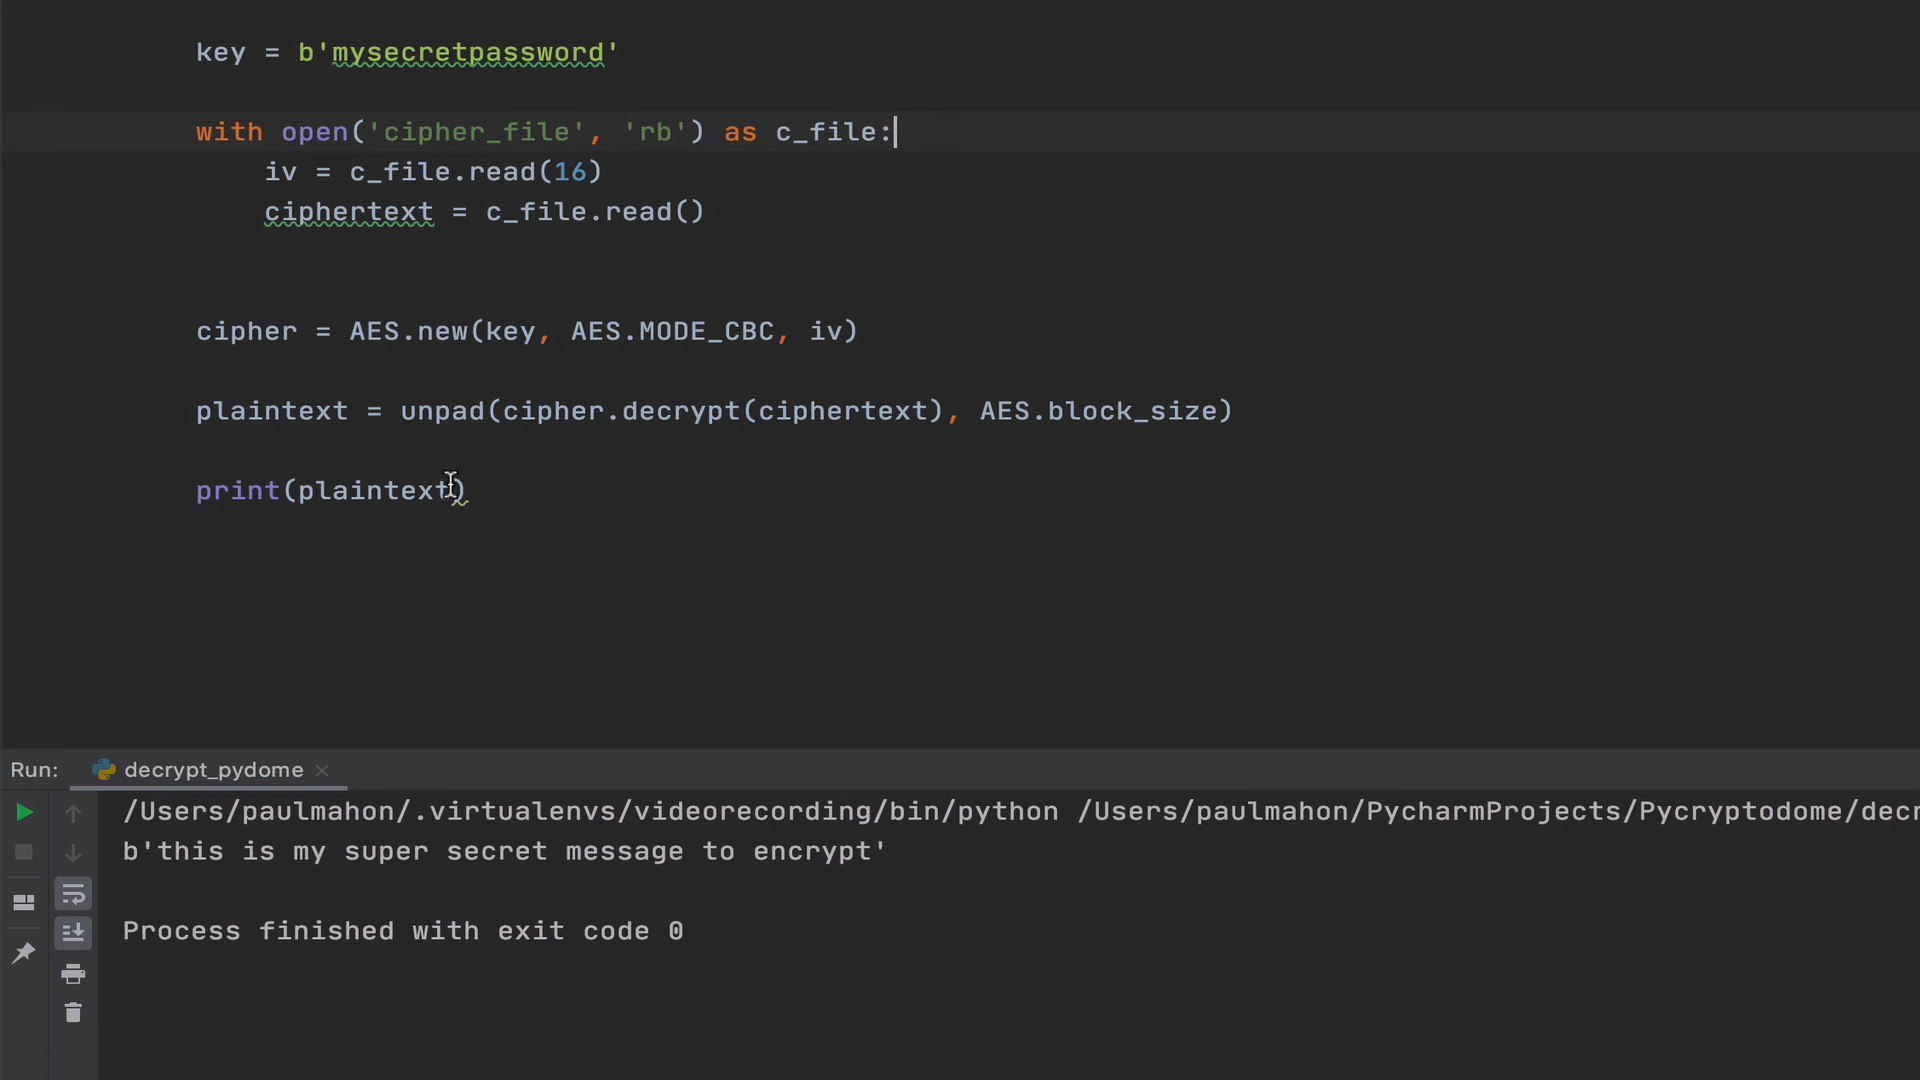 key = b'mysecretpassword'
with open('cipher_file', 'rb') as c_file:
    iv = c_file.read(16)
    ciphertext = c_file.read()
cipher = AES.new(key, AES.MODE_CBC, iv)
plaintext = unpad(cipher.decrypt(ciphertext), AES.block_size)
print(plaintext)
Run: decrypt_pydome
/Users/paulmahon/.virtualenvs/videorecording/bin/python /Users/paulmahon/PycharmProjects/Pycryptodome/decr
b'this is my super secret message to encrypt'
Process finished with exit code 0